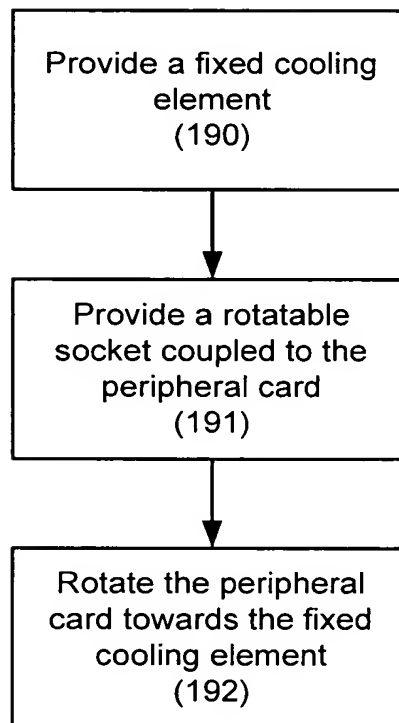 Provide a fixed cooling
element
(190)
Provide a rotatable
socket coupled to the
peripheral card
(191)
Rotate the peripheral
card towards the fixed
cooling element
(192)